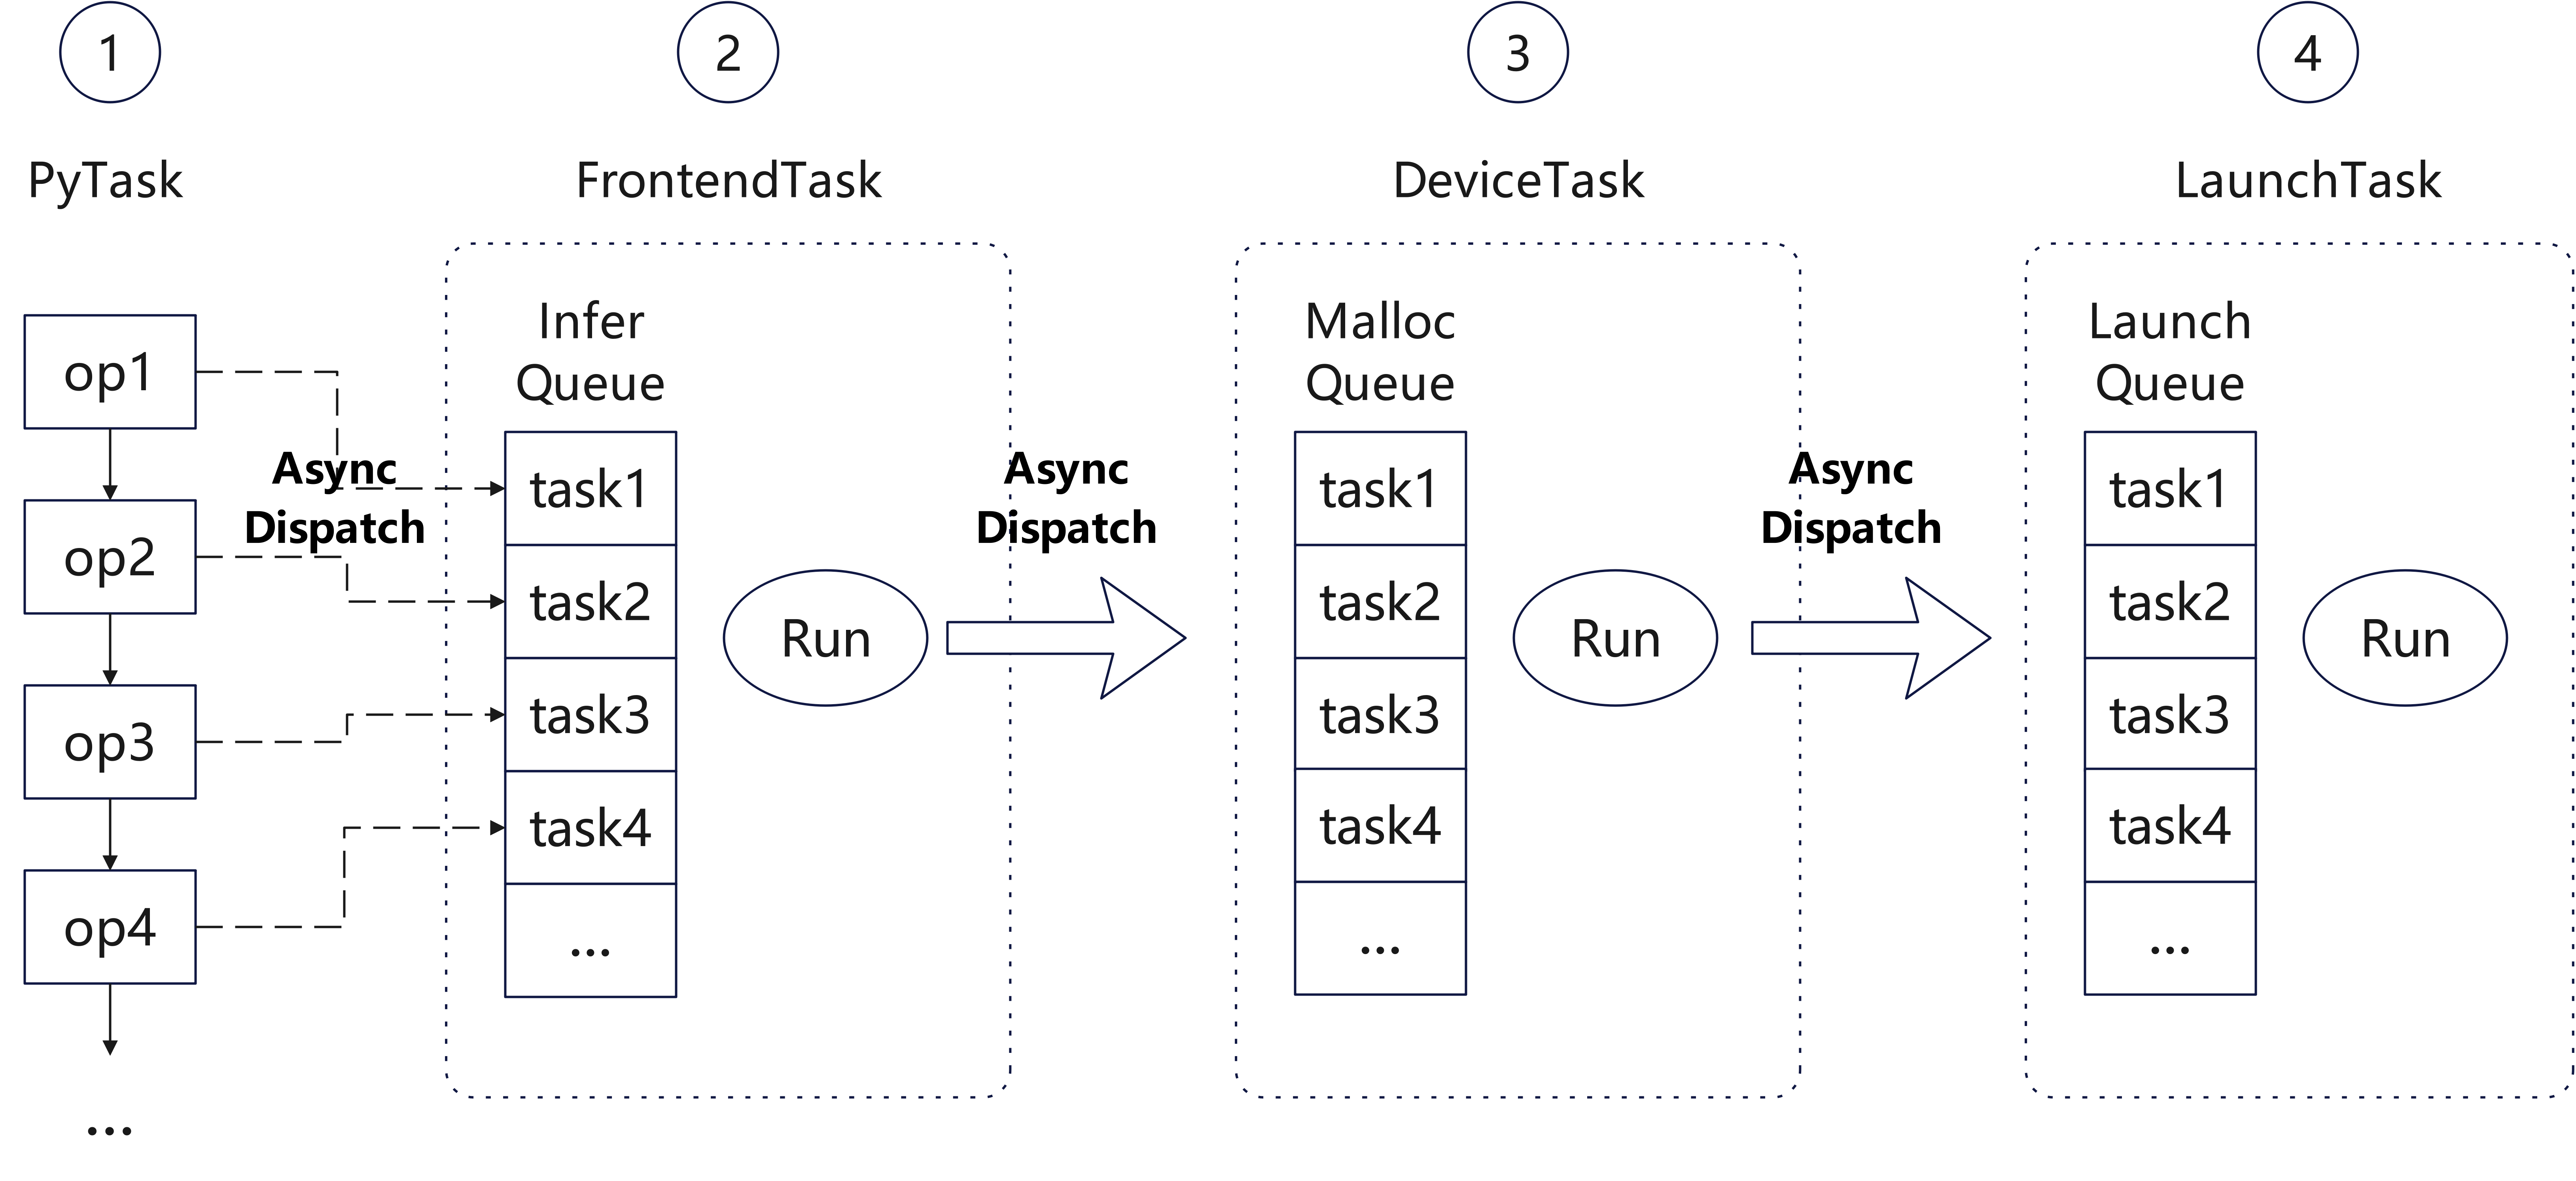 1
2
3
4
PyTask
FrontendTask
DeviceTask
LaunchTask
op1
op2
op3
op4
...
Async
Dispatch
Infer
Queue
task1
task2
task3
task4
...
Run
Async
Dispatch
Malloc
Queue
task1
task2
task3
task4
...
Run
Async
Dispatch
Launch
Queue
task1
task2
task3
task4
...
Run